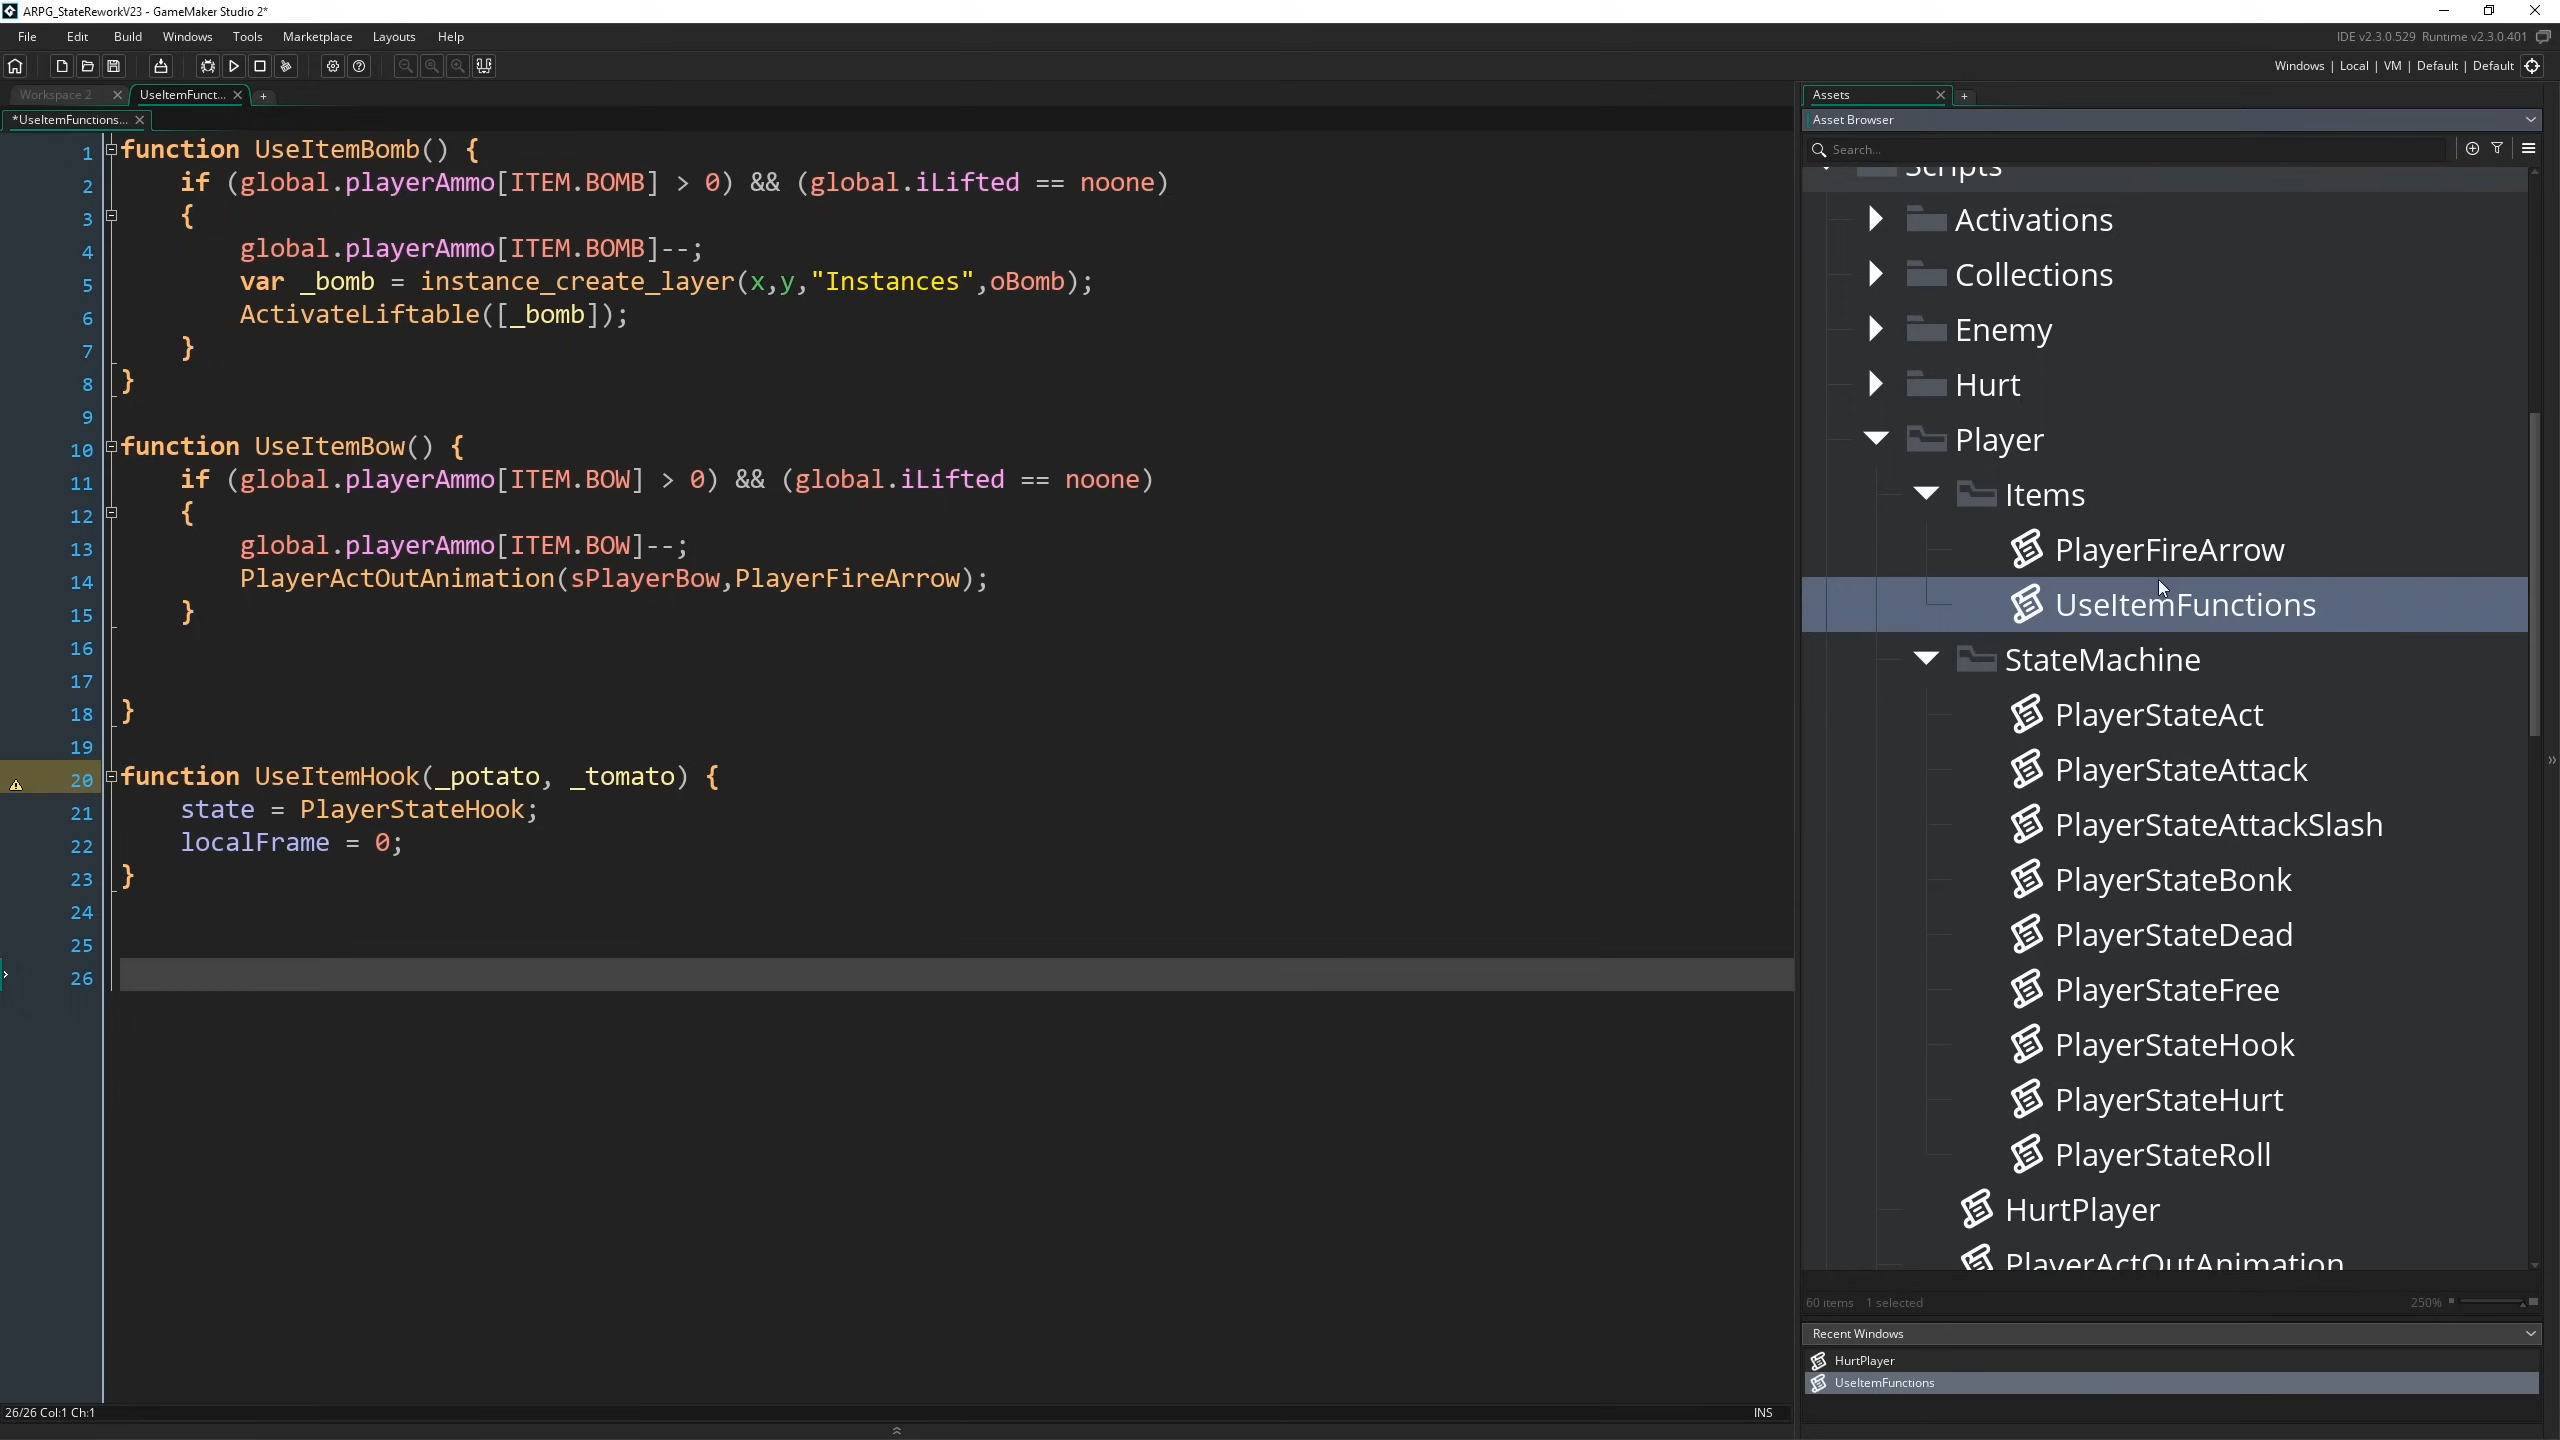 ARPG_StateReworkV23 - GameMaker Studio 2*
File Edit Build Windows Tools Marketplace Layouts Help
IDE v2.3.0.529 Runtime v2.3.0.401
Windows | Local | VM | Default | Default
Workspace 2
UseItemFunct...
*UseItemFunctions...
1 function UseItemBomb() {
2 if (global.playerAmmo[ITEM.BOMB] > 0) && (global.iLifted == noone)
3 {
4 global.playerAmmo[ITEM.BOMB]--;
5 var _bomb = instance_create_layer(x,y,"Instances",oBomb);
6 ActivateLiftable([_bomb]);
7 }
8 }
9
10 function UseItemBow() {
11 if (global.playerAmmo[ITEM.BOW] > 0) && (global.iLifted == noone)
12 {
13 global.playerAmmo[ITEM.BOW]--;
14 PlayerActOutAnimation(sPlayerBow,PlayerFireArrow);
15 }
16
17
18 }
19
20 function UseItemHook(_potato, _tomato) {
21 state = PlayerStateHook;
22 localFrame = 0;
23 }
24
25
26
26/26 Col:1 Ch:1
INS
Assets
Asset Browser
Search...
Scripts
Activations
Collections
Enemy
Hurt
Player
Items
PlayerFireArrow
UseItemFunctions
StateMachine
PlayerStateAct
PlayerStateAttack
PlayerStateAttackSlash
PlayerStateBonk
PlayerStateDead
PlayerStateFree
PlayerStateHook
PlayerStateHurt
PlayerStateRoll
HurtPlayer
PlayerActOutAnimation
60 items 1 selected
250%
Recent Windows
HurtPlayer
UseItemFunctions